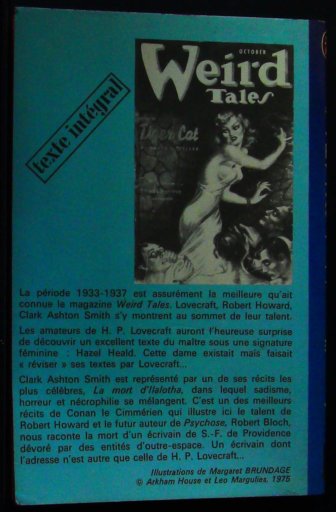 OCTOBER
Weird
Tales
Tiger Cat
texte intégral
La période 1933-1937 est assurément la meilleure qu'ait
connue le magazine Weird Tales. Lovecraft, Robert Howard,
Clark Ashton Smith s'y montrent au sommet de leur talent.
Les amateurs de H. P. Lovecraft auront l'heureuse surprise
de découvrir un excellent texte du maître sous une signature
féminine : Hazel Heald. Cette dame existait mais faisait
« réviser » ses textes par Lovecraft...
Clark Ashton Smith est représenté par un de ses récits les
plus célèbres, La mort d'Ilalotha, dans lequel sadisme,
horreur et nécrophilie se mélangent. C'est un des meilleurs
récits de Conan le Cimmérien qui illustre ici le talent de
Robert Howard et le futur auteur de Psychose, Robert Bloch,
nous raconte la mort d'un écrivain de S.-F. de Providence
dévoré par des entités d'outre-espace. Un écrivain dont
l'adresse n'est autre que celle de H. P. Lovecraft...
Illustrations de Margaret BRUNDAGE
© Arkham House et Leo Margulies, 1975